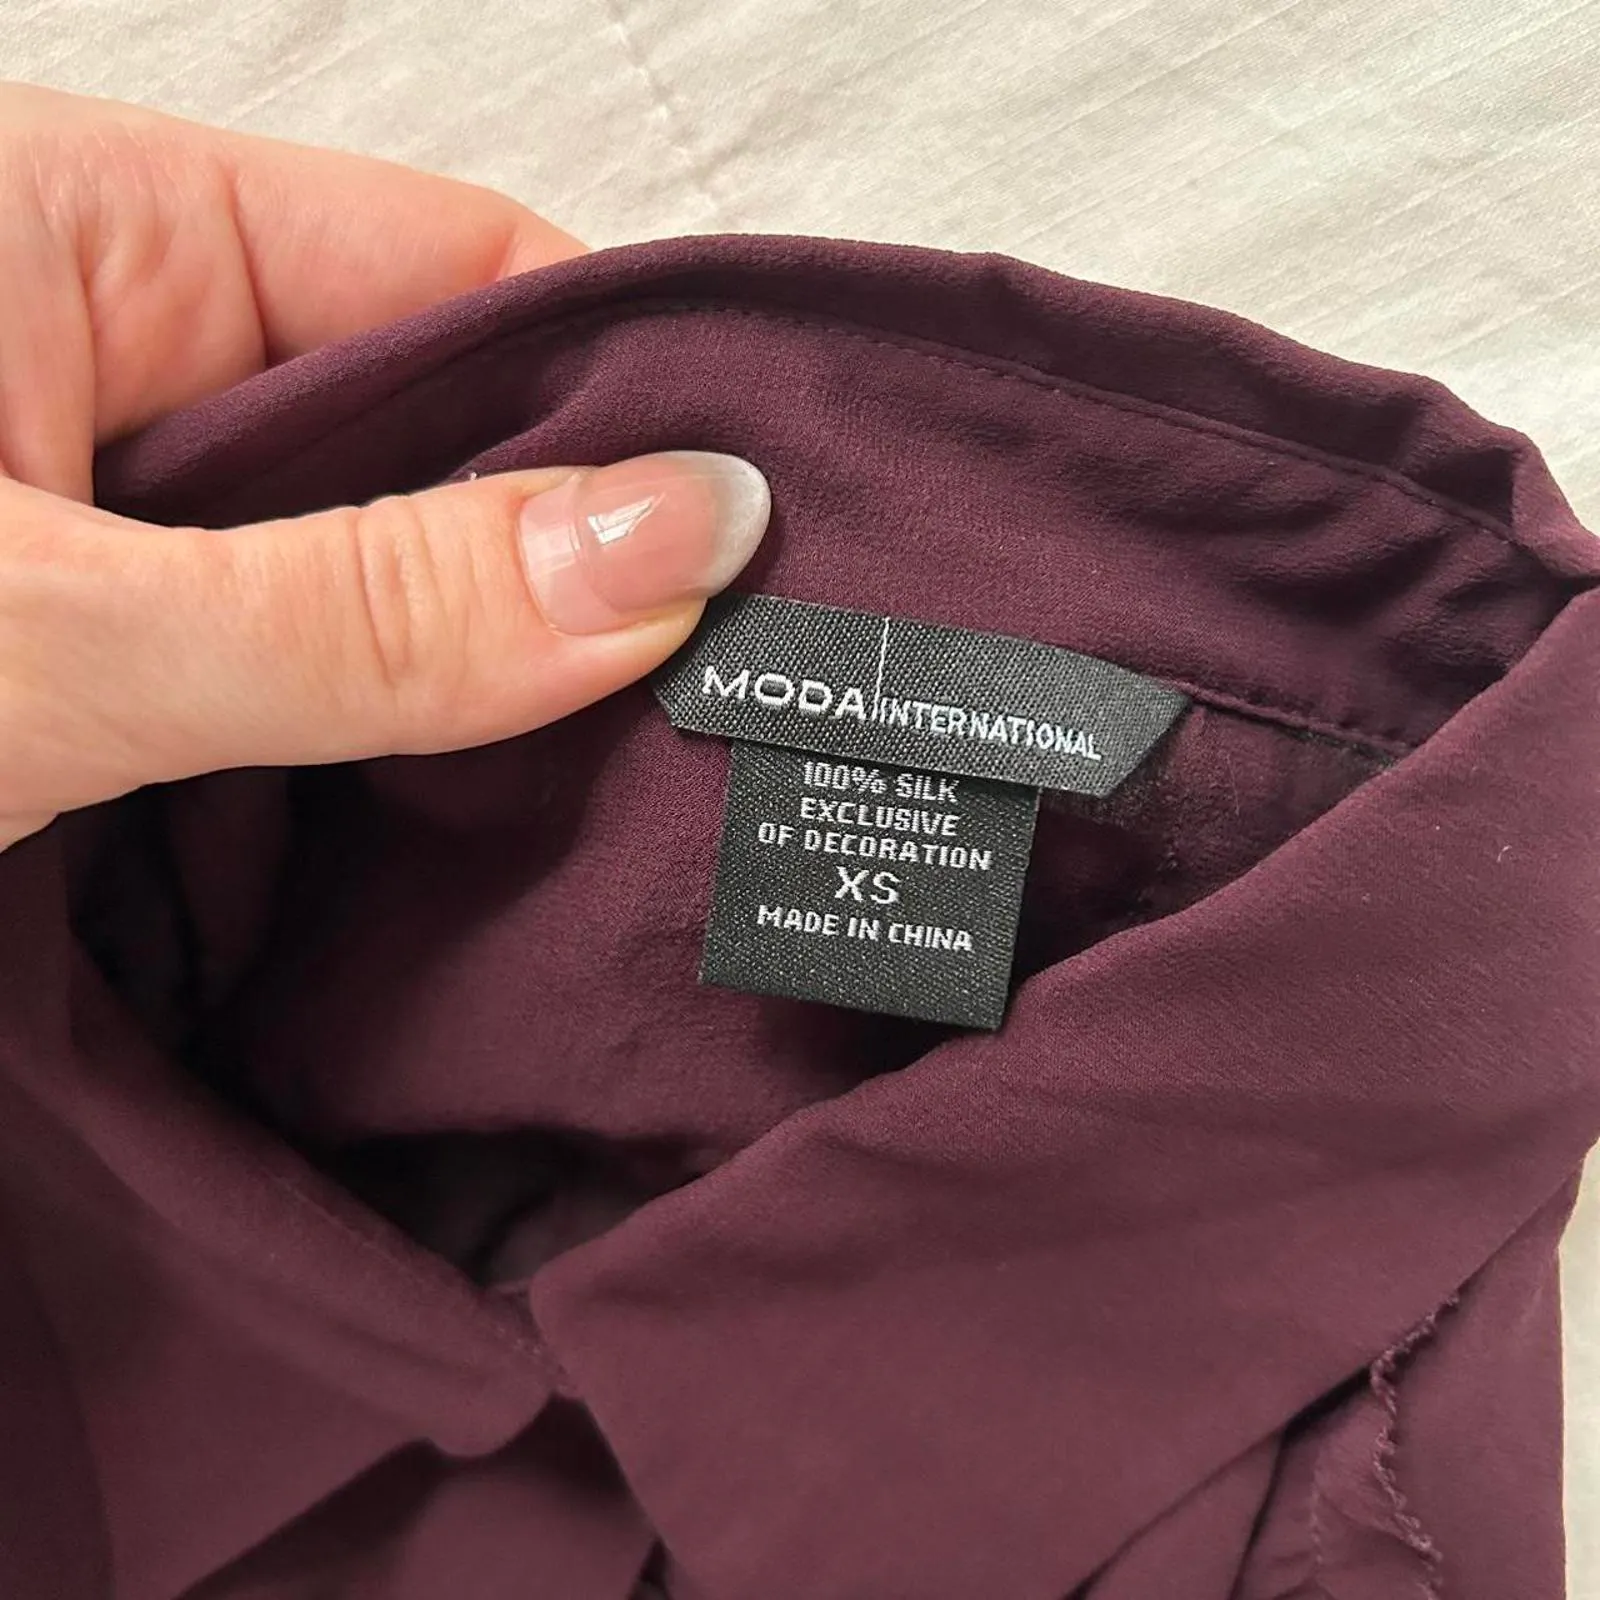 MODA INTERNATIONAL
100% SILK
EXCLUSIVE
OF DECORATION
XS
MADE IN CHINA